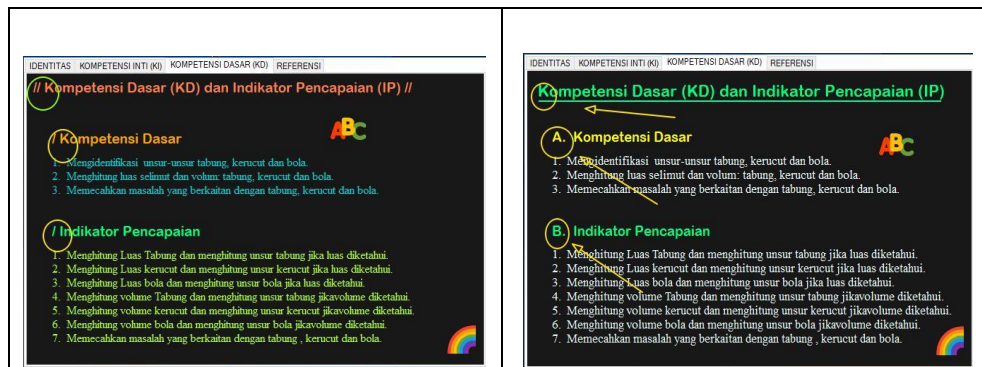 IDENTITAS KOMPETENSI INTI (KI) KOMPETENSI DASAR (KD) REFERENSI
// Kompetensi Dasar (KD) dan Indikator Pencapaian (IP) //
ABC
/ Kompetensi Dasar
1. Mengidentifikasi unsur-unsur tabung, kerucut dan bola.
2. Menghitung luas selimut dan volum: tabung, kerucut dan bola.
3. Memecahkan masalah yang berkaitan dengan tabung, kerucut dan bola.
/ Indikator Pencapaian
1. Menghitung Luas Tabung dan menghitung unsur tabung jika luas diketahui.
2. Menghitung Luas kerucut dan menghitung unsur kerucut jika luas diketahui.
3. Menghitung Luas bola dan menghitung unsur bola jika luas diketahui.
4. Menghitung volume Tabung dan menghitung unsur tabung jikavolume diketahui.
5. Menghitung volume kerucut dan menghitung unsur kerucut jikavolume diketahui.
6. Menghitung volume bola dan menghitung unsur bola jikavolume diketahui.
7. Memecahkan masalah yang berkaitan dengan tabung , kerucut dan bola.
IDENTITAS KOMPETENSI INTI (KI) KOMPETENSI DASAR (KD) REFERENSI
Kompetensi Dasar (KD) dan Indikator Pencapaian (IP)
A. Kompetensi Dasar
ABC
1. Mengidentifikasi unsur-unsur tabung, kerucut dan bola.
2. Menghitung luas selimut dan volum: tabung, kerucut dan bola.
3. Memecahkan masalah yang berkaitan dengan tabung, kerucut dan bola.
B. Indikator Pencapaian
1. Menghitung Luas Tabung dan menghitung unsur tabung jika luas diketahui.
2. Menghitung Luas kerucut dan menghitung unsur kerucut jika luas diketahui.
3. Menghitung Luas bola dan menghitung unsur bola jika luas diketahui.
4. Menghitung volume Tabung dan menghitung unsur tabung jikavolume diketahui.
5. Menghitung volume kerucut dan menghitung unsur kerucut jikavolume diketahui.
6. Menghitung volume bola dan menghitung unsur bola jikavolume diketahui.
7. Memecahkan masalah yang berkaitan dengan tabung , kerucut dan bola.